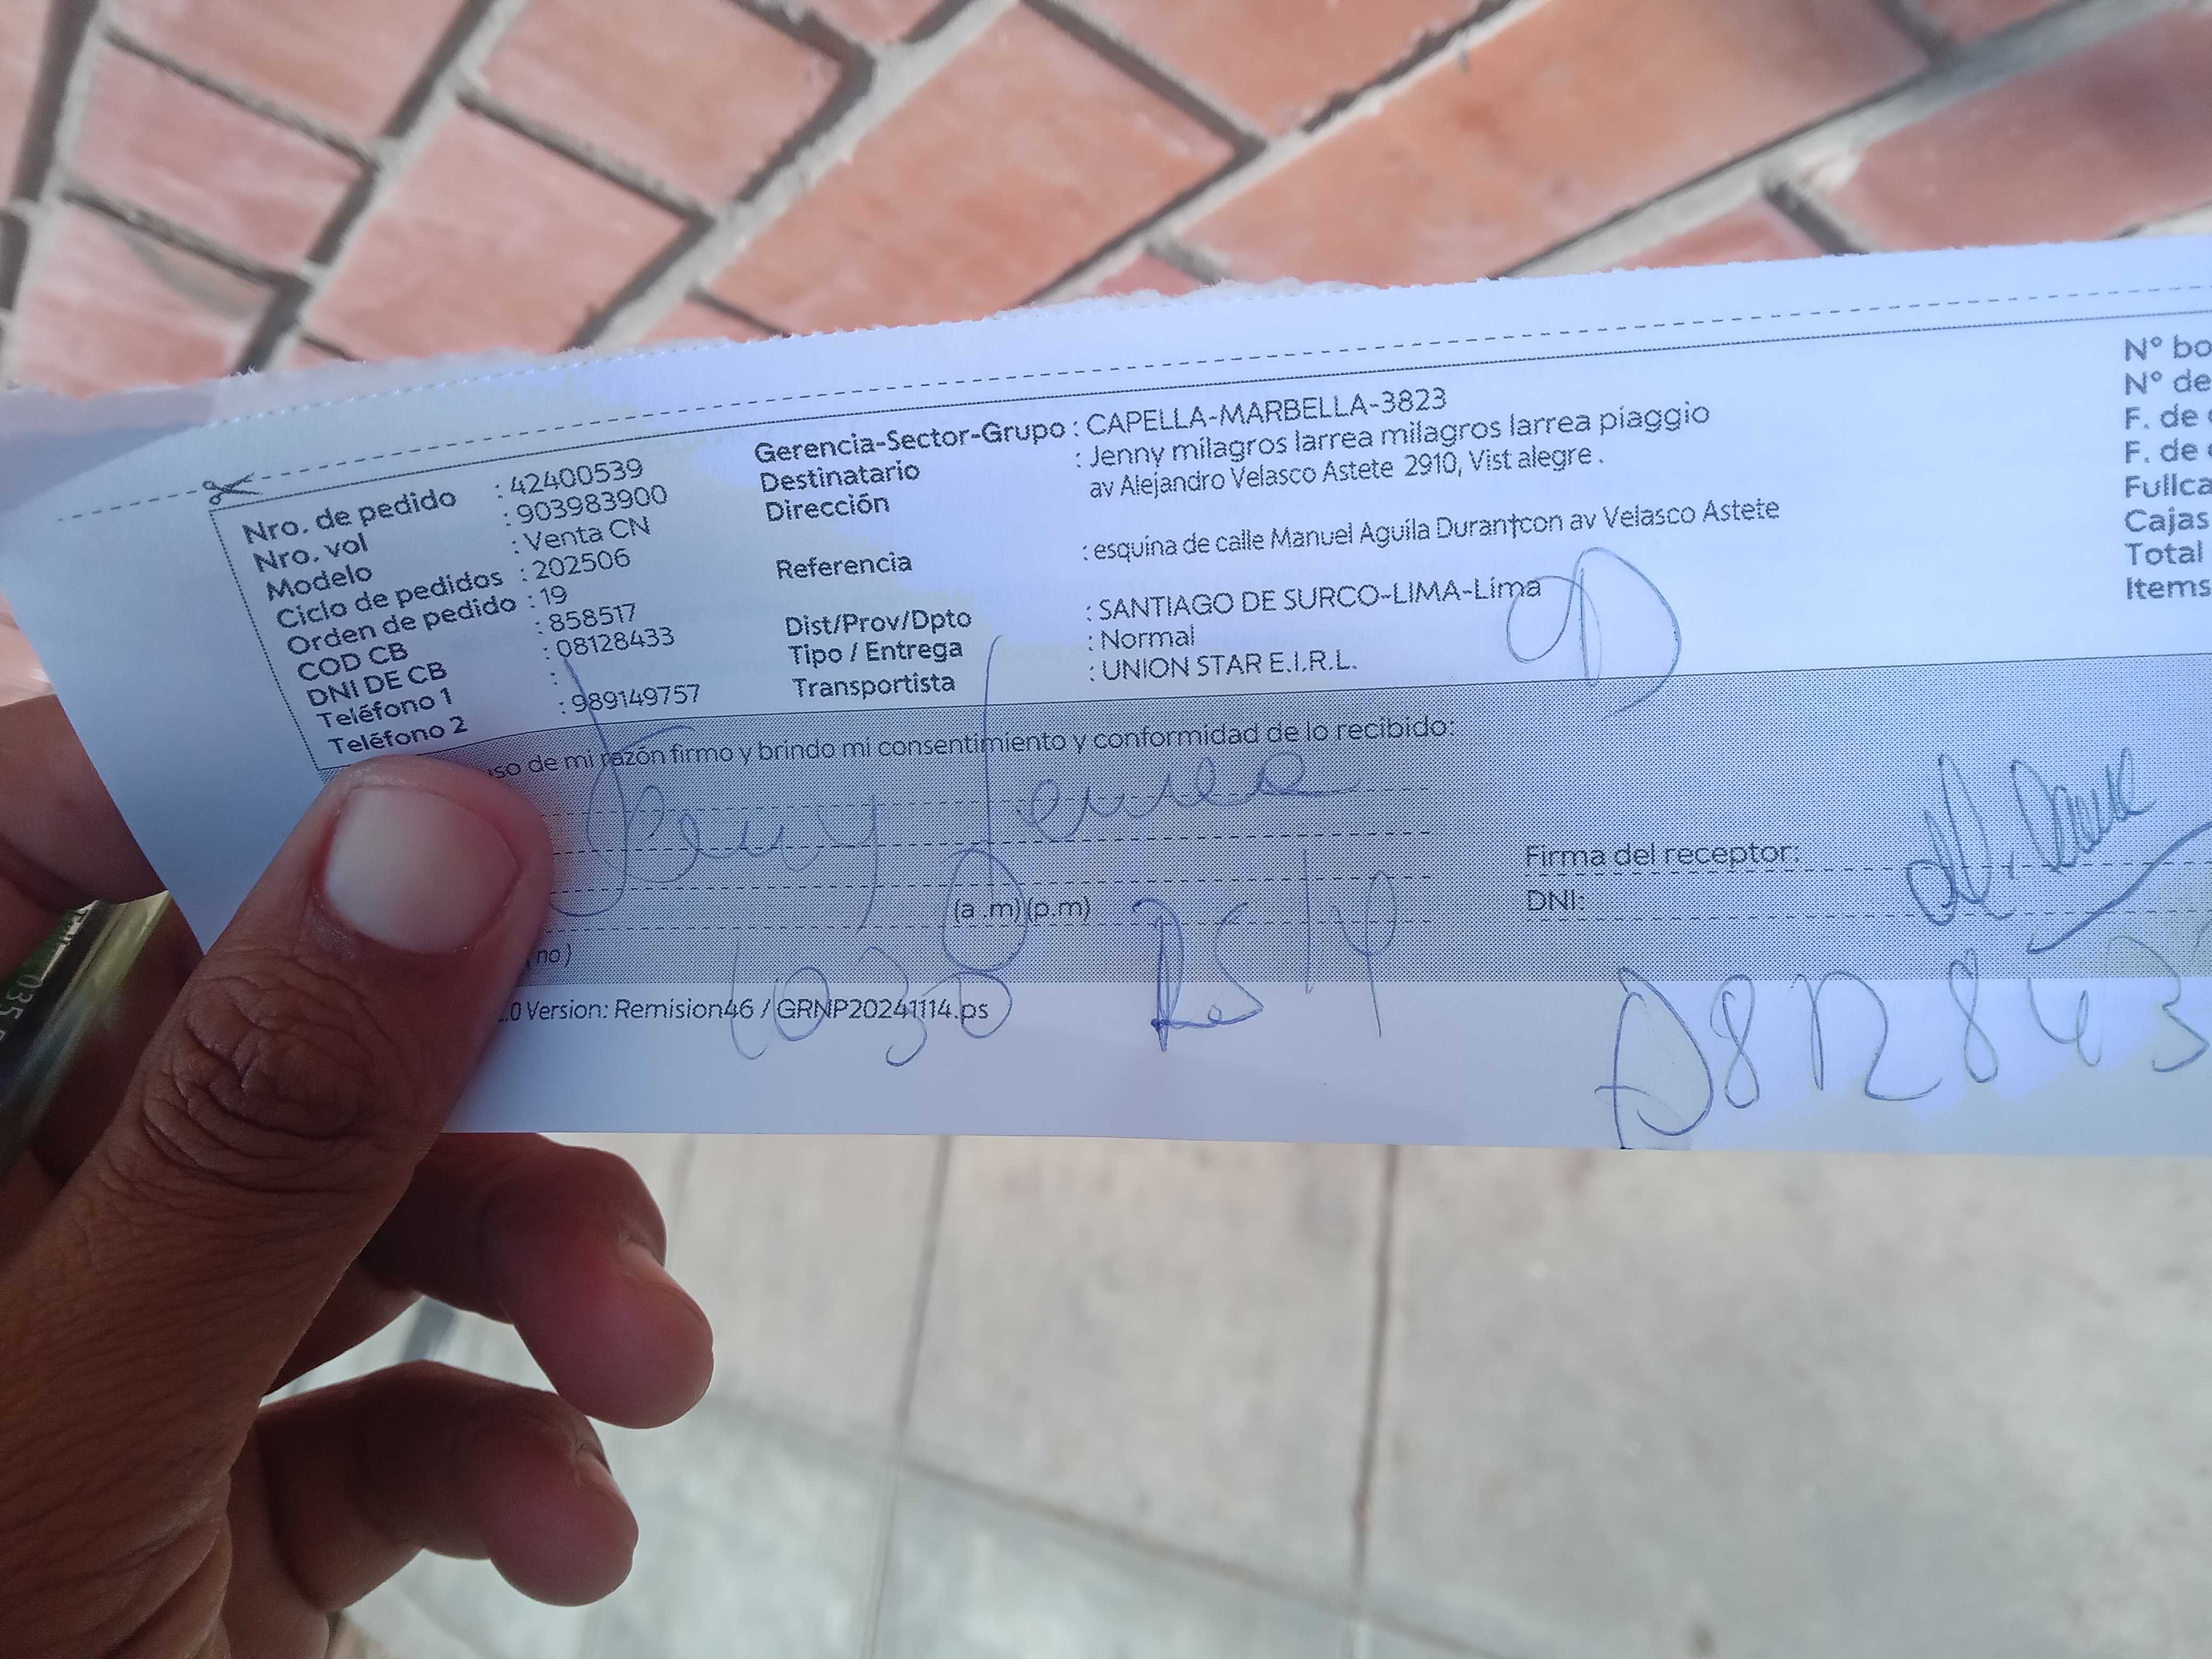 Nro. de pedido : 42400539
Nro. vol : 903983900
Modelo : Venta CN
Ciclo de pedidos : 202506
Orden de pedido : 19
COD CB : 858517
DNI DE CB : 08128433
Teléfono 1 :
Teléfono 2 : 989149757
Gerencia-Sector-Grupo : CAPELLA-MARBELLA-3823
Destinatario : Jenny milagros larrea milagros larrea piaggio
Dirección av Alejandro Velasco Astete 2910, Vist alegre .
Referencia : esquina de calle Manuel Aguila Durantcon av Velasco Astete
Dist/Prov/Dpto : SANTIAGO DE SURCO-LIMA-Lima
Tipo / Entrega : Normal
Transportista : UNION STAR E.I.R.L.
N° bo
N° de
F. de
F. de
Fullca
Cajas
Total
Items
uso de mi razón firmo y brindo mi consentimiento y conformidad de lo recibido:
Firma del receptor:
(a .m)(p.m)
DNI:
no)
1030
.0 Version: Remision46 / GRNP20241114.ps